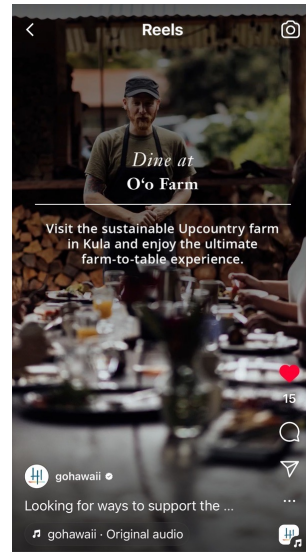 Reels
Dine at
O‘o Farm
Visit the sustainable Upcountry farm
in Kula and enjoy the ultimate
farm-to-table experience.
15
gohawaii
Looking for ways to support the ...
gohawaii · Original audio